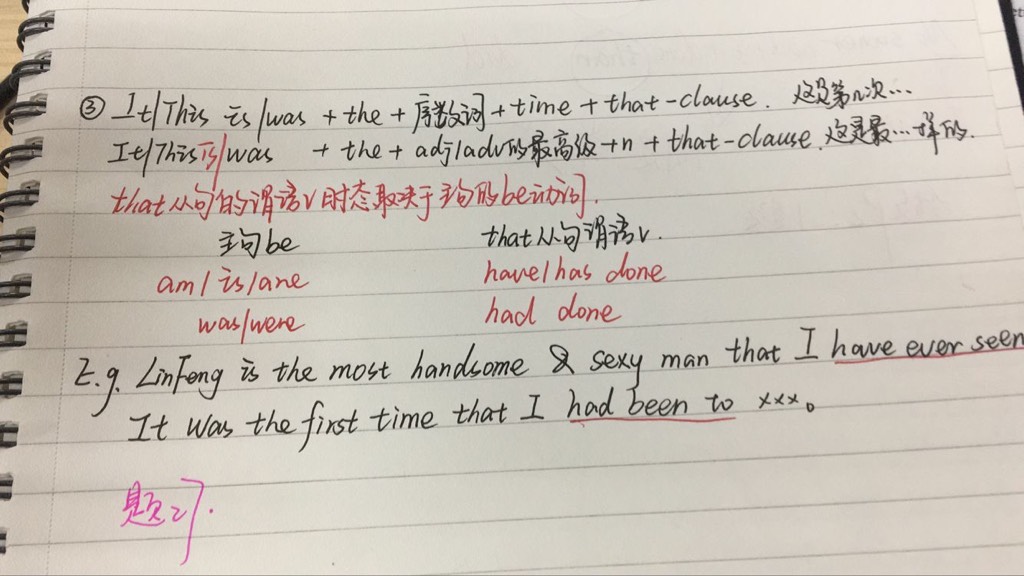 ③ It/This is/was + the + 序数词 + time + that-clause. 这是第n次…
It/This is/was + the + adj/adv的最高级 + n + that-clause. 这是最…样的.
that从句的谓语v时态取决于主句的be动词.
主句be that从句谓语v.
am/is/are have/has done
was/were had done
E.g. LinFeng is the most handsome & sexy man that I have ever seen
It was the first time that I had been to xxx。
题2].